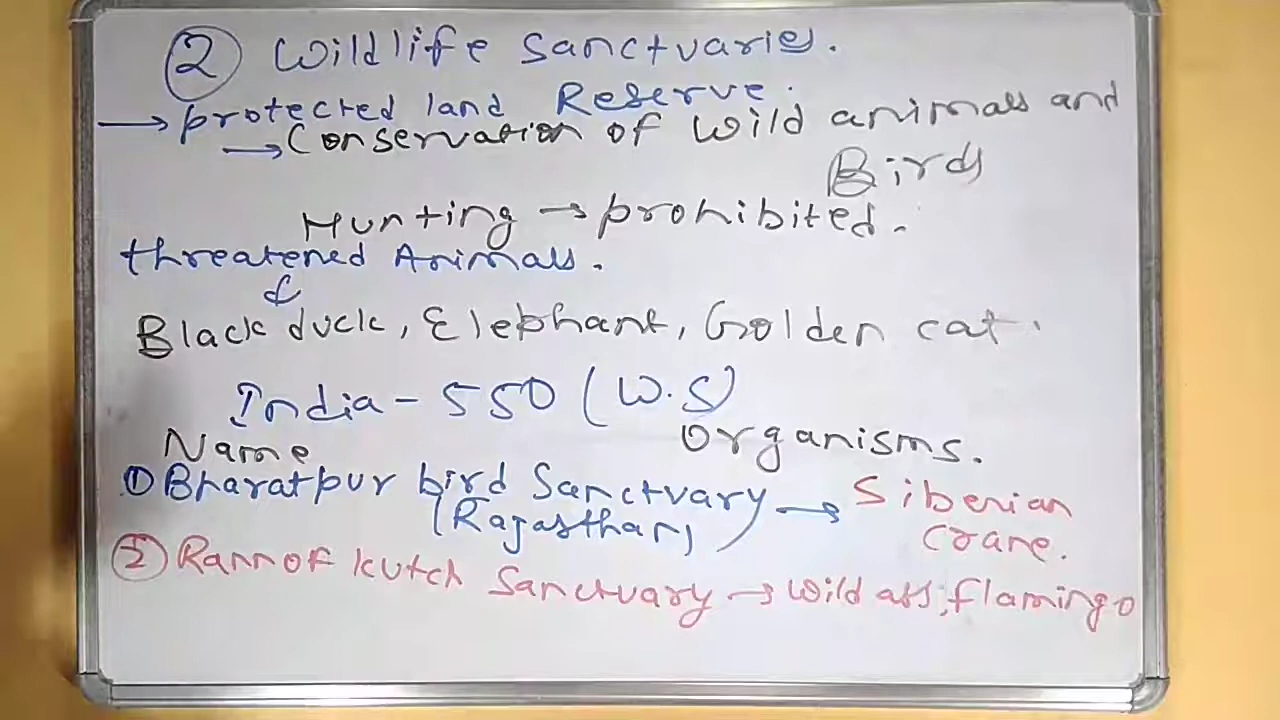 ② Wildlife Sanctuaries.
→ protected land Reserve.
→ Conservation of Wild animals and
Birds
Hunting → prohibited.
threatened Animals.
&
Black duck, Elephant, Golden cat.
India - 550 (W.S)
Name Organisms.
① Bharatpur bird Sanctuary → Siberian
(Rajasthan) Crane.
② Rann of kutch Sanctuary → Wild ass, flamingo